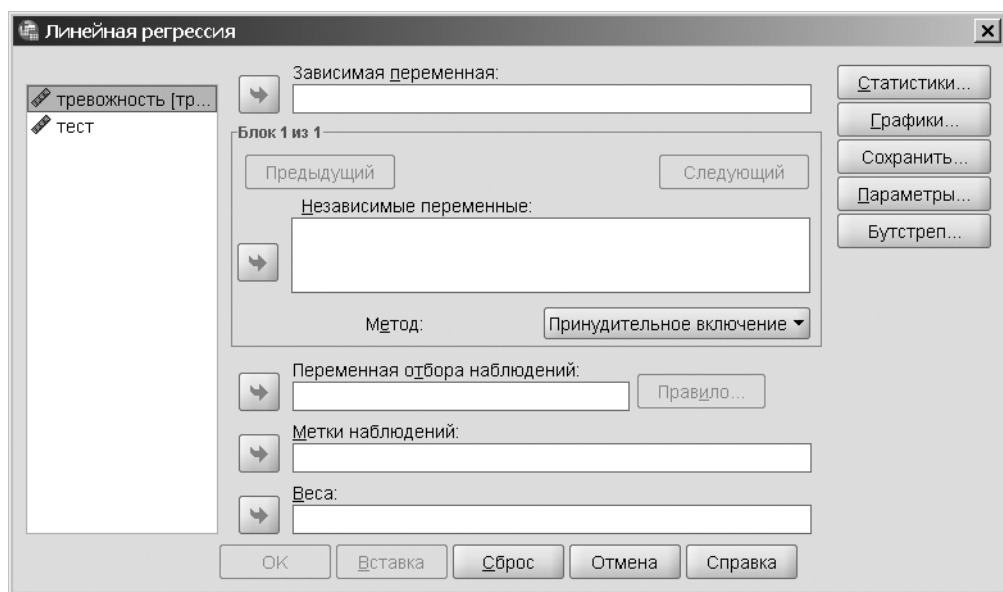 Линейная регрессия
тревожность [тр...
тест
Зависимая переменная:
Блок 1 из 1
Предыдущий
Следующий
Независимые переменные:
Метод:
Принудительное включение
Переменная отбора наблюдений:
Правило...
Метки наблюдений:
Веса:
Статистики...
Графики...
Сохранить...
Параметры...
Бутстреп...
OK
Вставка
Сброс
Отмена
Справка